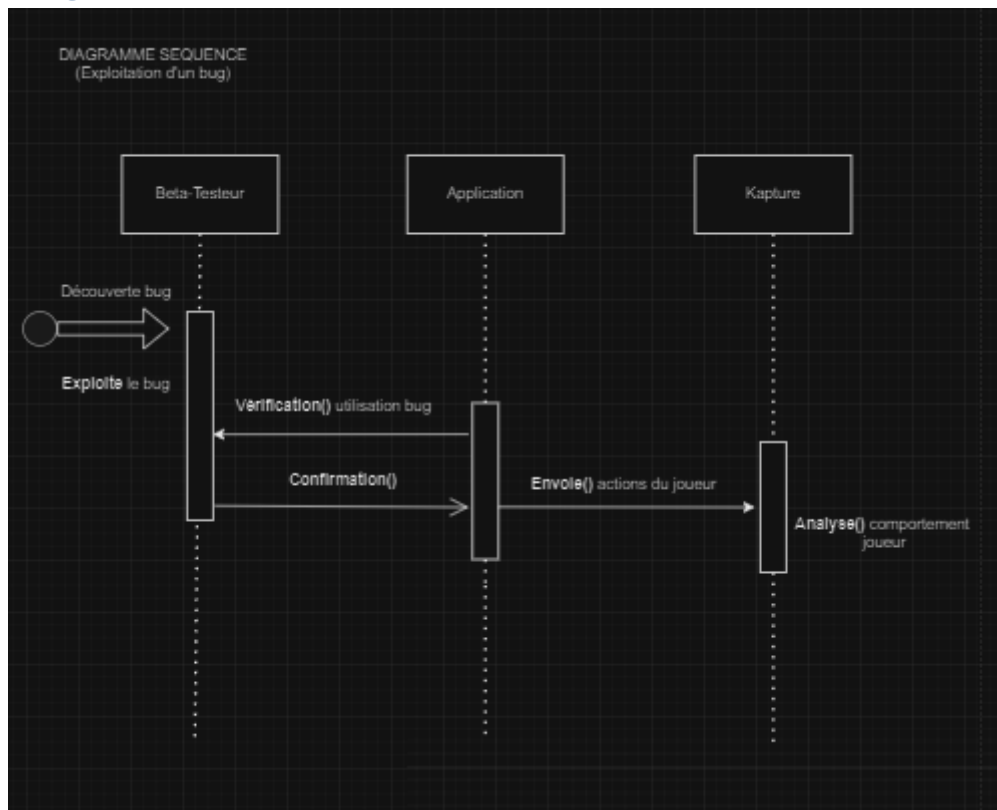 DIAGRAMME SEQUENCE
(Exploitation d'un bug)
Beta-Testeur
Application
Kapture
Découverte bug
Exploite le bug
Vérification() utilisation bug
Confirmation()
Envoie() actions du joueur
Analyse() comportement
joueur